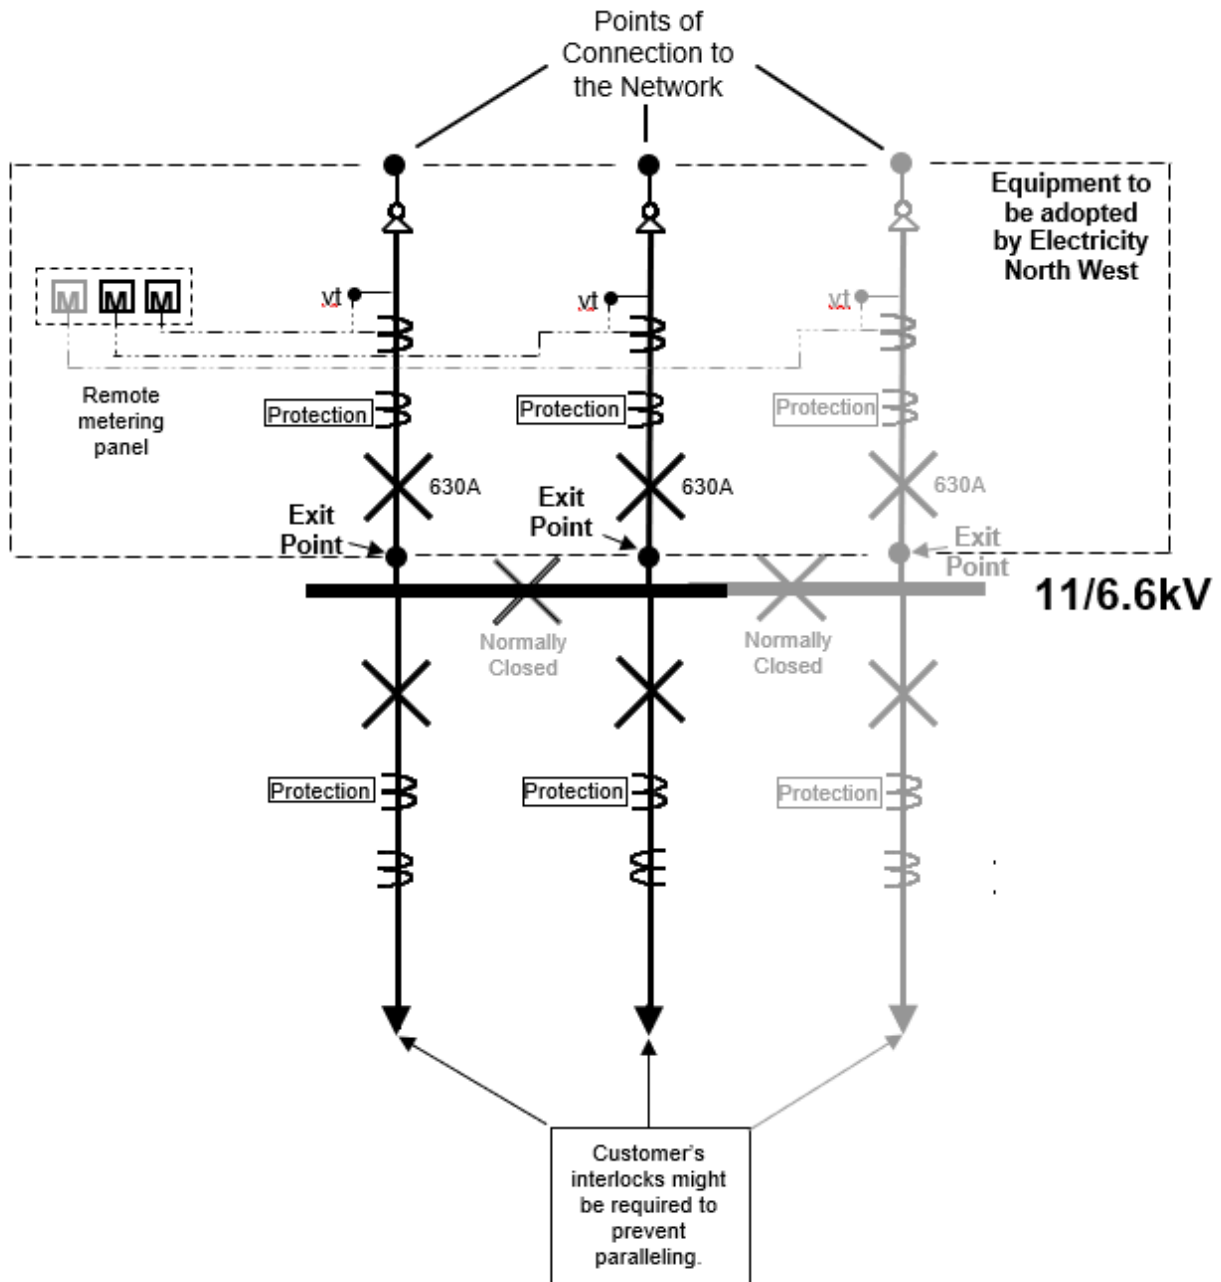 Points of
Connection to
the Network
Equipment to
be adopted
by Electricity
North West
M M M
vt
vt
vt
Remote
metering
panel
Protection
Protection
Protection
630A
630A
630A
Exit
Point
Exit
Point
Exit
Point
11/6.6kV
Normally
Closed
Normally
Closed
Protection
Protection
Protection
Customer's
interlocks might
be required to
prevent
paralleling.